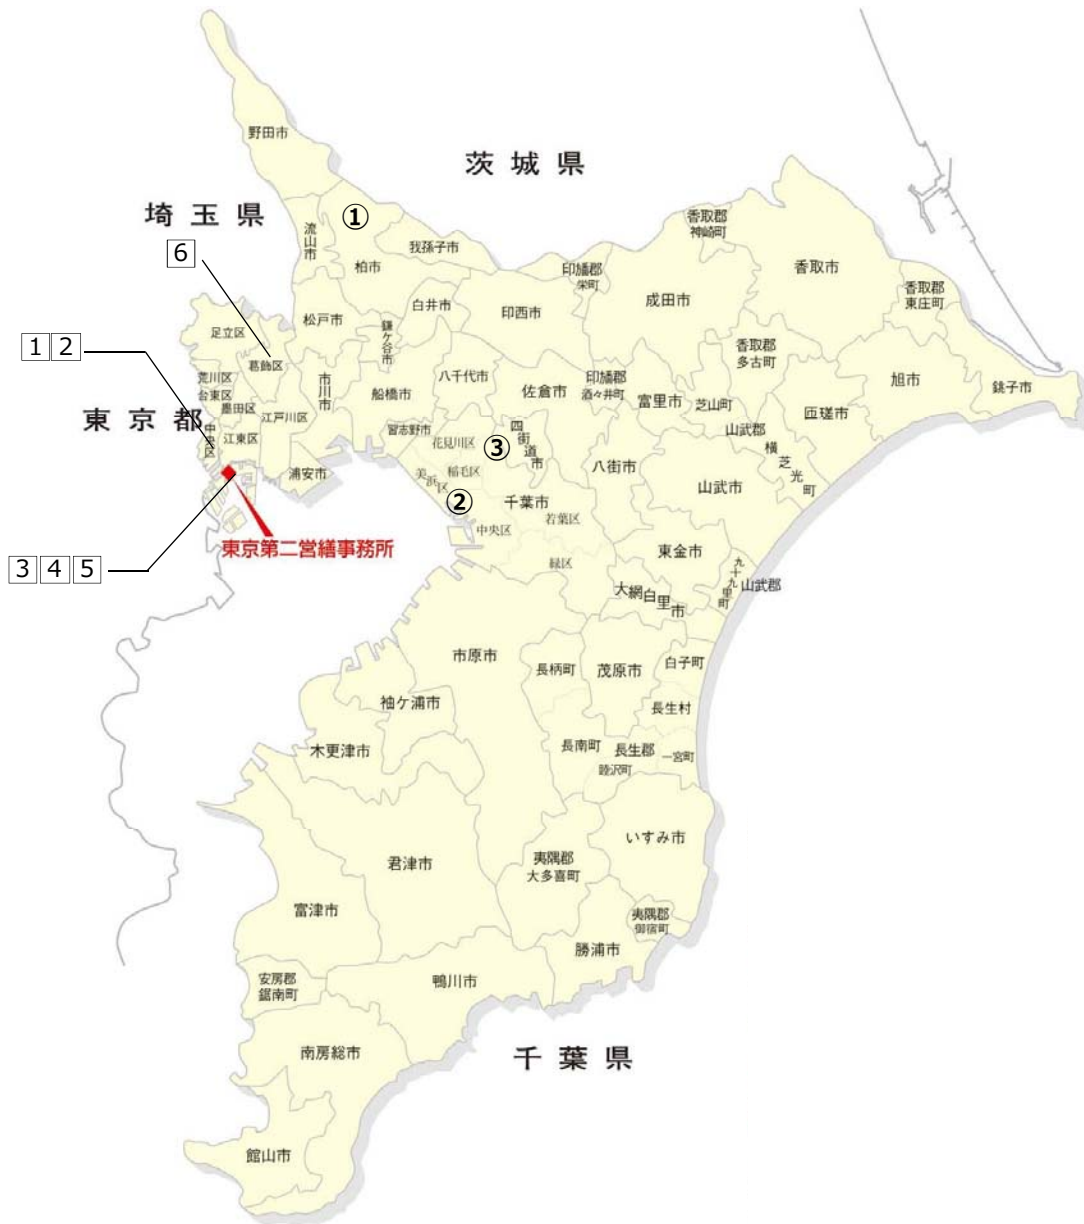 野田市
茨城県
埼玉県
①
流山市
我孫子市
香取郡
神崎町
6
柏市
印旛郡
栄町
香取市
成田市
香取郡
東庄町
白井市
印西市
足立区
松戸市
鎌ケ谷市
1 2
葛飾区
香取郡
多古町
旭市
銚子市
荒川区
市川市
船橋市
八千代市
佐倉市
印旛郡
酒々井町
富里市
芝山町
匝瑳市
台東区
墨田区
東京都
中央区
江戸川区
江東区
習志野市
花見川区
③
四街道市
山武郡
横芝光町
八街市
浦安市
美浜区
稲毛区
山武市
②
千葉市
若葉区
中央区
東京第二営繕事務所
東金市
緑区
3 4 5
九十九里町
山武郡
大網白里市
市原市
長柄町
茂原市
白子町
袖ケ浦市
長生村
木更津市
長南町
長生郡
睦沢町
一宮町
いすみ市
君津市
夷隅郡
大多喜町
富津市
夷隅郡
御宿町
勝浦市
安房郡
鋸南町
鴨川市
南房総市
千葉県
館山市